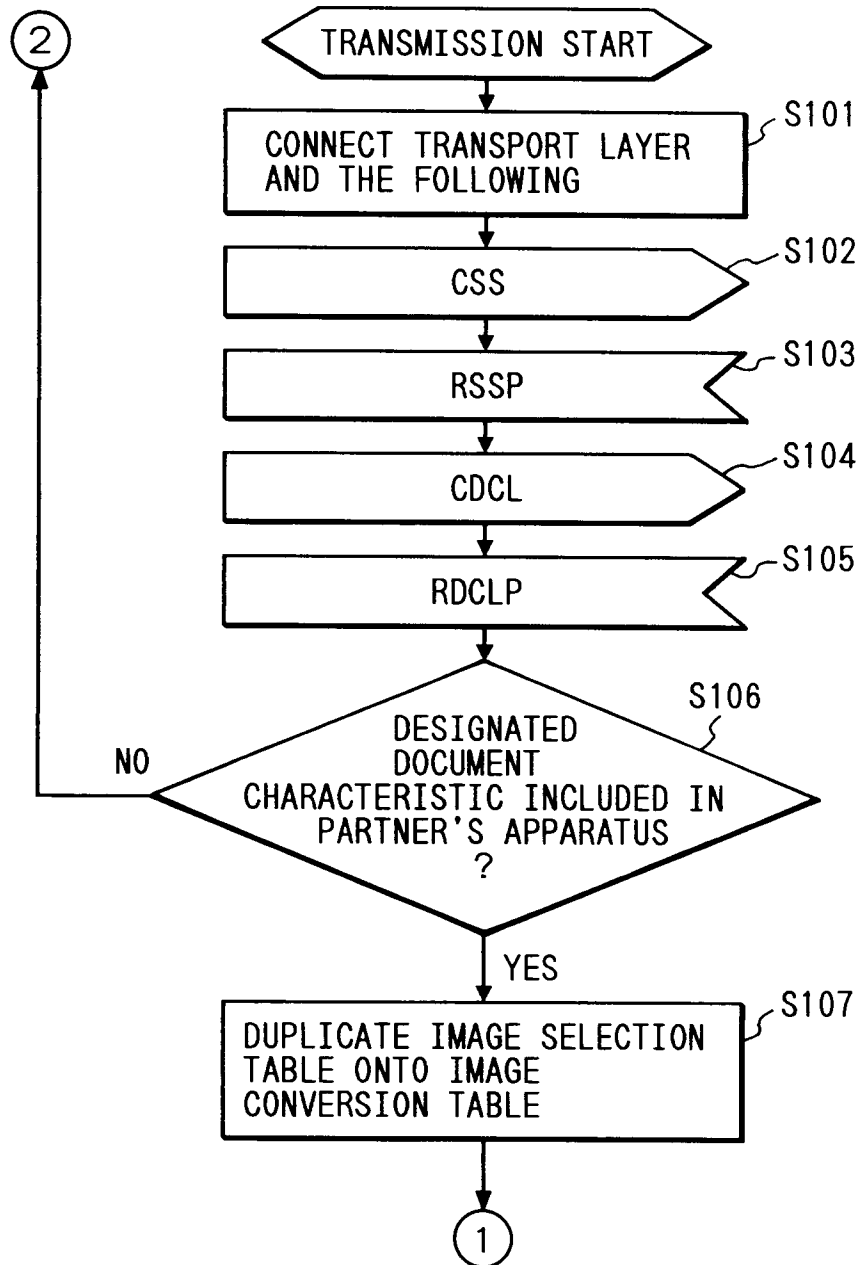 2
TRANSMISSION START
S101
CONNECT TRANSPORT LAYER
AND THE FOLLOWING
S102
CSS
S103
RSSP
S104
CDCL
S105
RDCLP
S106
DESIGNATED
DOCUMENT
CHARACTERISTIC INCLUDED IN
PARTNER'S APPARATUS
?
NO
YES
S107
DUPLICATE IMAGE SELECTION
TABLE ONTO IMAGE
CONVERSION TABLE
1